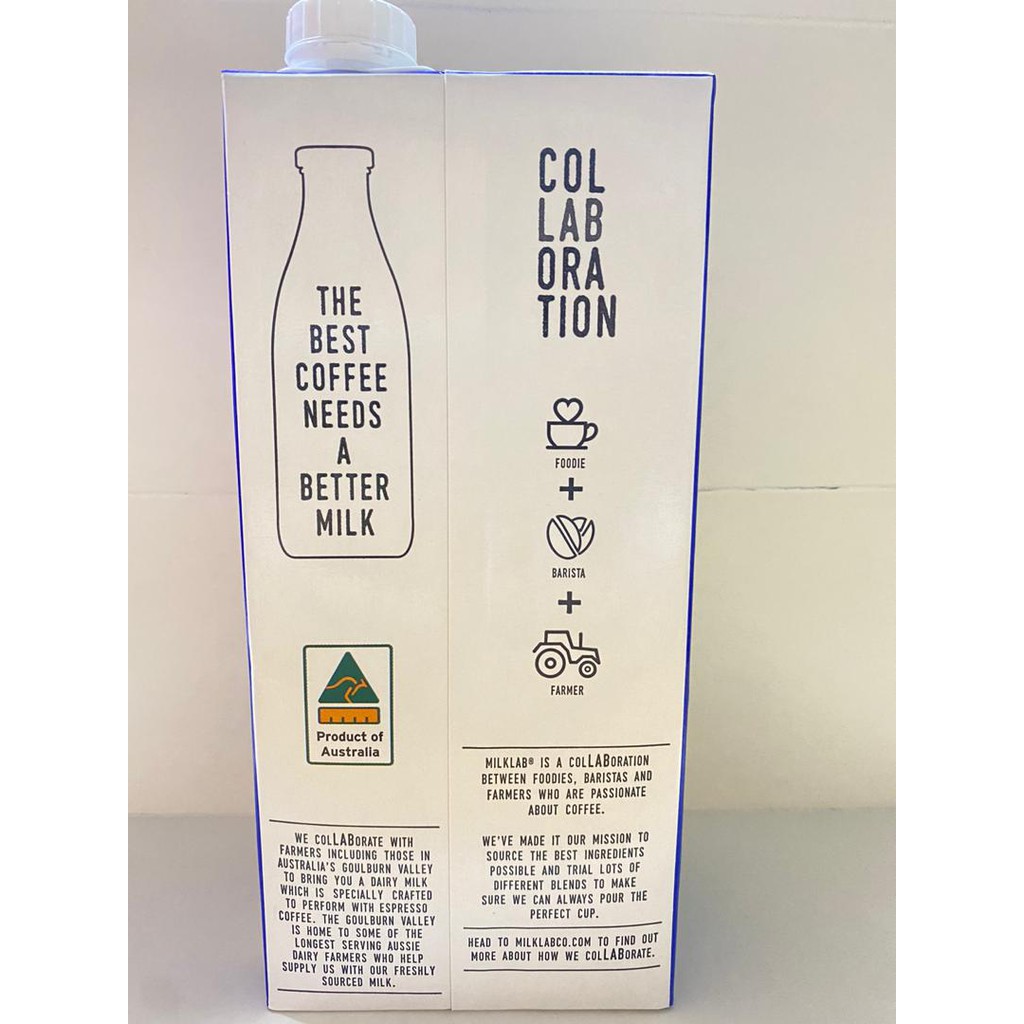 THE
BEST
COFFEE
NEEDS
A
BETTER
MILK
Product of
Australia
WE COLLABORATE WITH
FARMERS INCLUDING THOSE IN
AUSTRALIA'S GOULBURN VALLEY
TO BRING YOU A DAIRY MILK
WHICH IS SPECIALLY CRAFTED
TO PERFORM WITH ESPRESSO
COFFEE. THE GOULBURN VALLEY
IS HOME TO SOME OF THE
LONGEST SERVING AUSSIE
DAIRY FARMERS WHO HELP
SUPPLY US WITH OUR FRESHLY
SOURCED MILK.
COL
LAB
ORA
TION
FOODIE
+
BARISTA
+
FARMER
MILKLAB® IS A COLLABORATION
BETWEEN FOODIES, BARISTAS AND
FARMERS WHO ARE PASSIONATE
ABOUT COFFEE.
WE'VE MADE IT OUR MISSION TO
SOURCE THE BEST INGREDIENTS
POSSIBLE AND TRIAL LOTS OF
DIFFERENT BLENDS TO MAKE
SURE WE CAN ALWAYS POUR THE
PERFECT CUP.
HEAD TO MILKLABCO.COM TO FIND OUT
MORE ABOUT HOW WE COLLABORATE.